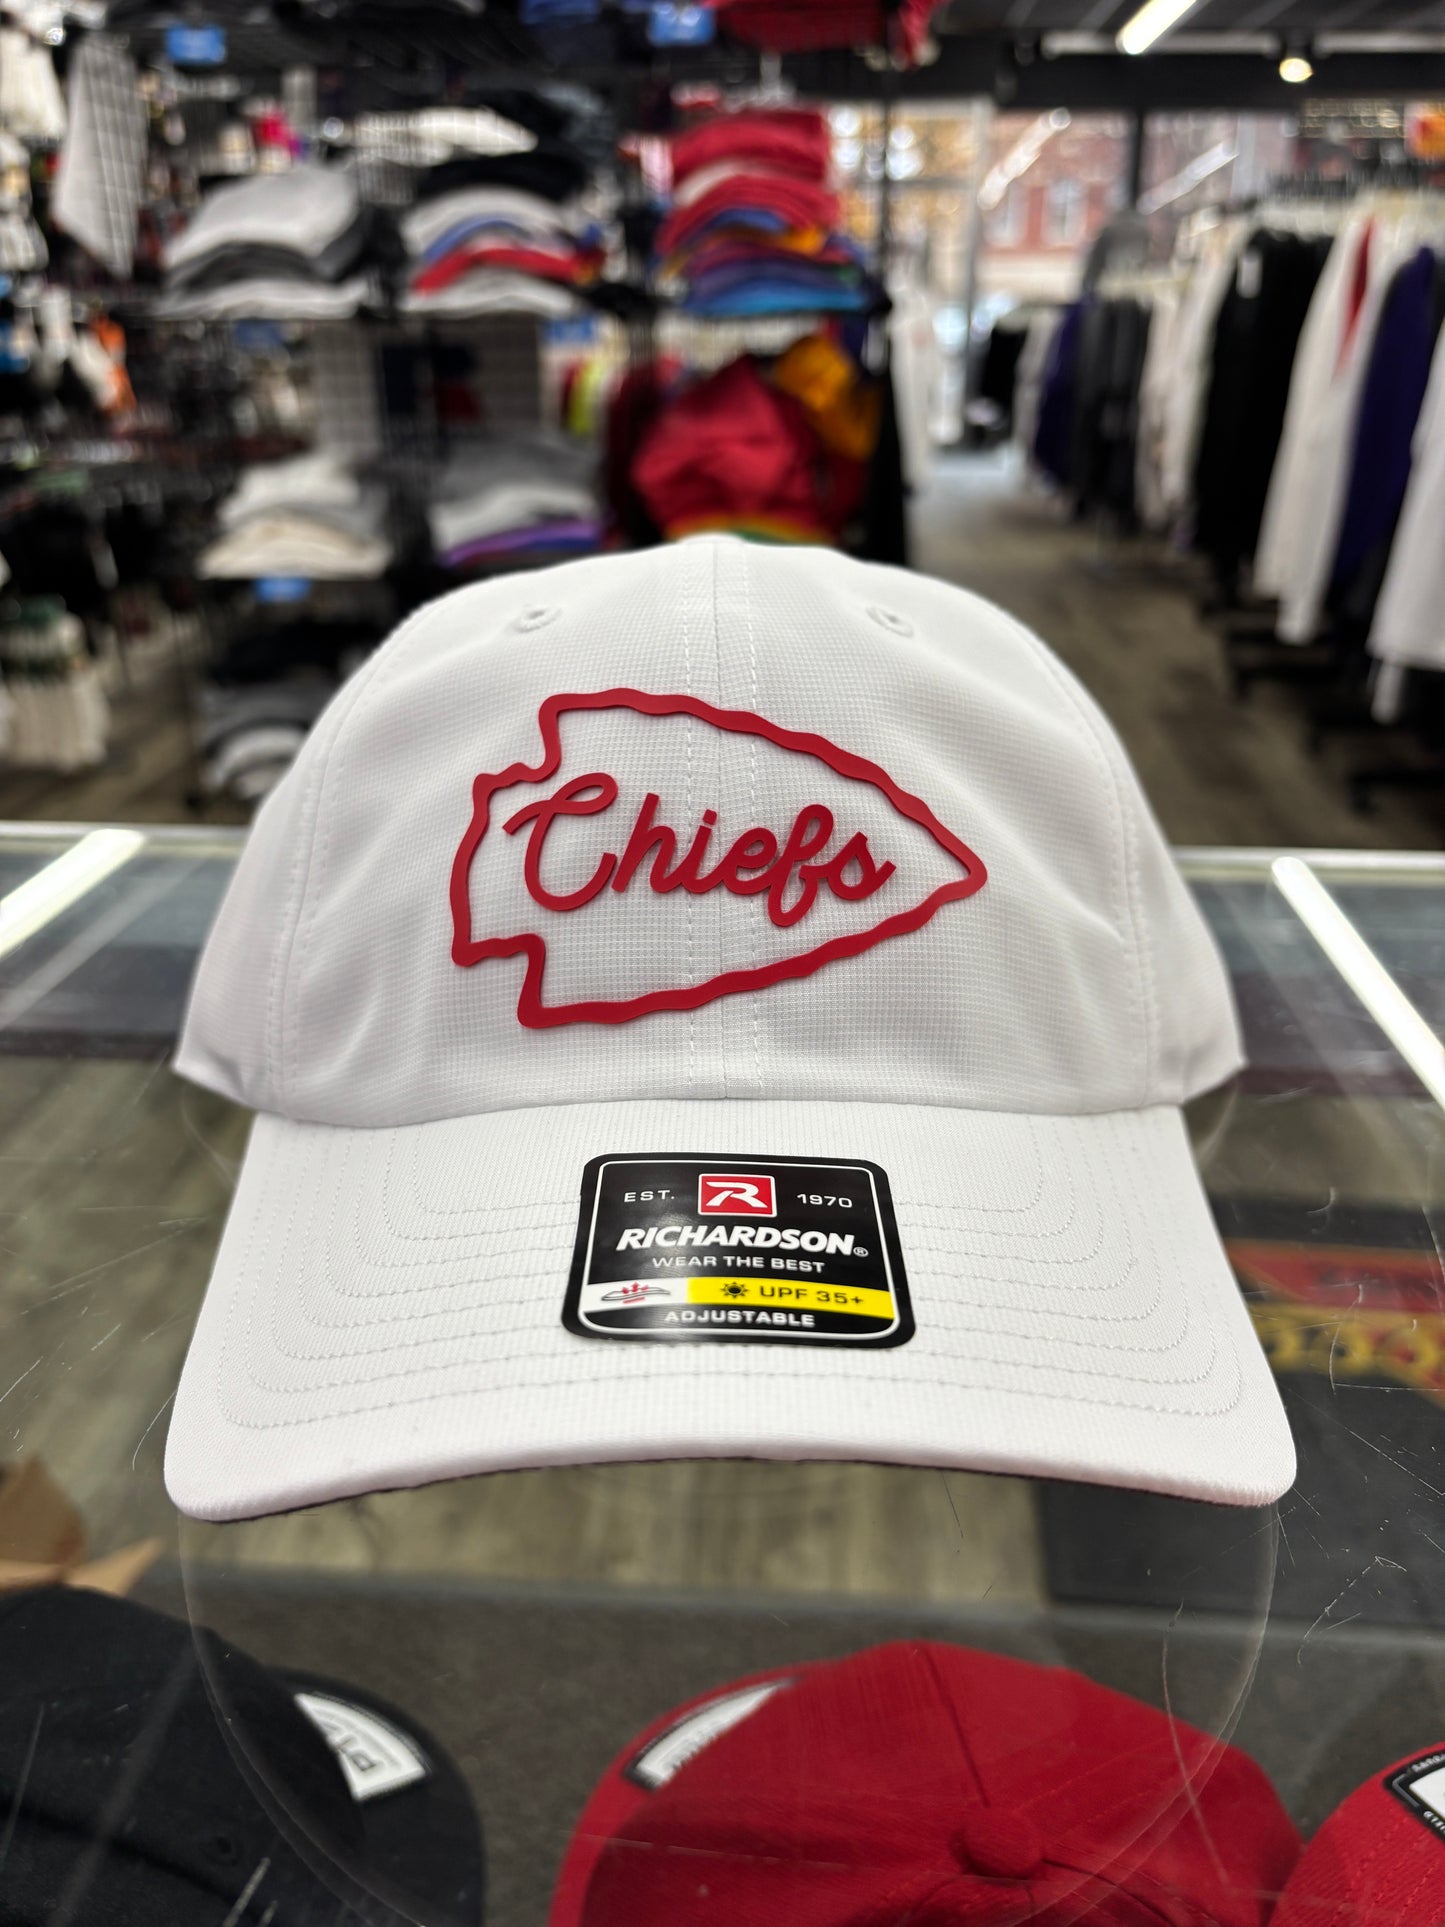 Chiefs
EST. R 1970
RICHARDSON®
WEAR THE BEST
UPF 35+
ADJUSTABLE